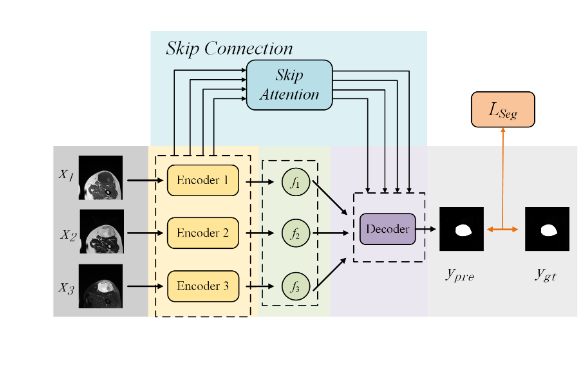 Skip Connection
Skip
Attention
L_Seg
X_1
Encoder 1
f_1
X_2
Encoder 2
f_2
Decoder
X_3
Encoder 3
f_3
y_pre
y_gt